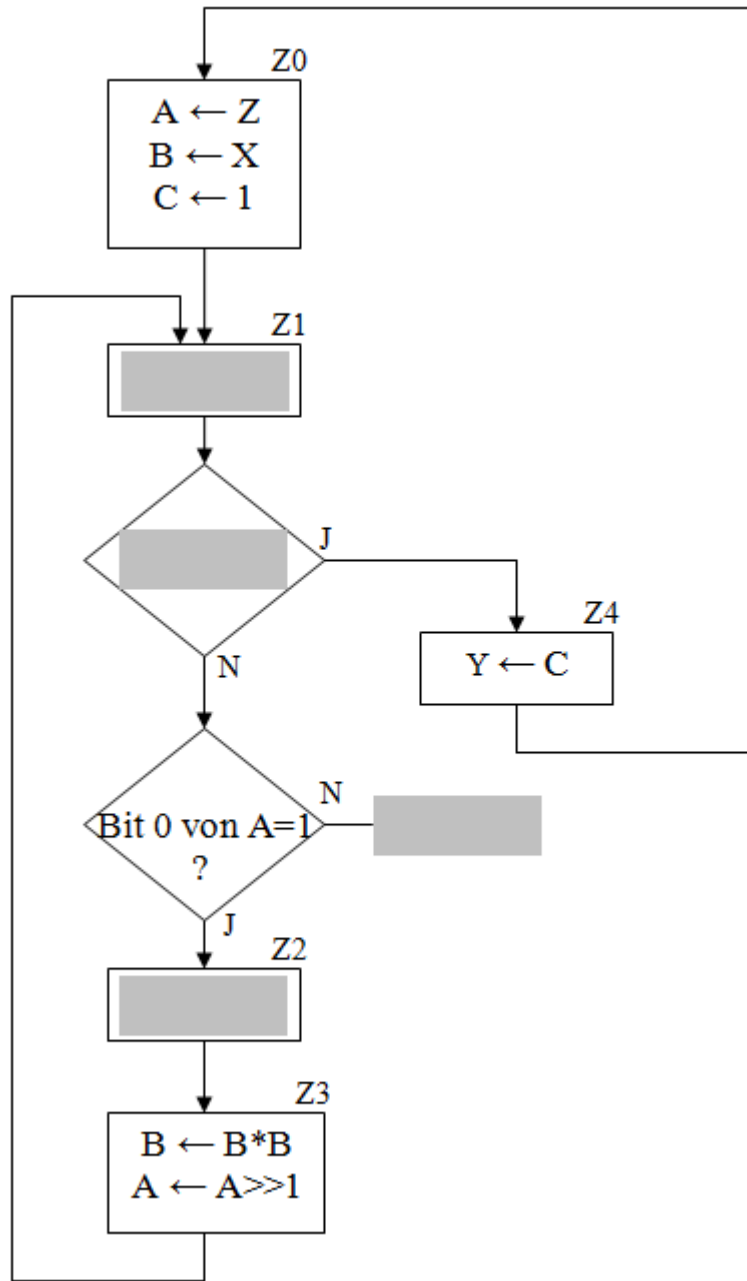 Z0
A ← Z
B ← X
C ← 1
Z1
J
N
Z4
Y ← C
Bit 0 von A=1
?
N
J
Z2
Z3
B ← B*B
A ← A>>1